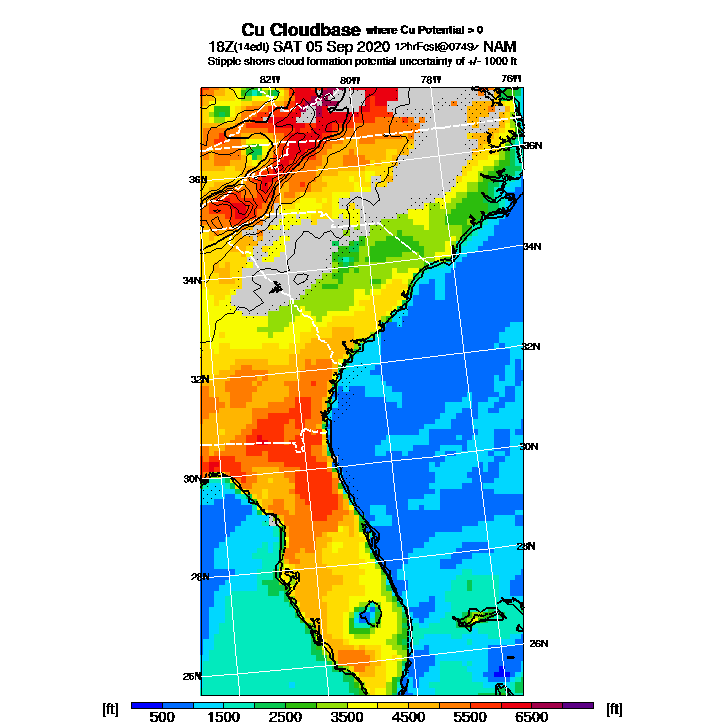 Cu Cloudbase where Cu Potential > 0
18Z(14edt) SAT 05 Sep 2020 12hrFcst@0749z NAM
Stipple shows cloud formation potential uncertainty of +/- 1000 ft
82W 80W 78W 76W
36N
36N
34N
34N
32N
32N
30N
30N
28N
28N
26N
26N
[ft] 500 1500 2500 3500 4500 5500 6500 [ft]